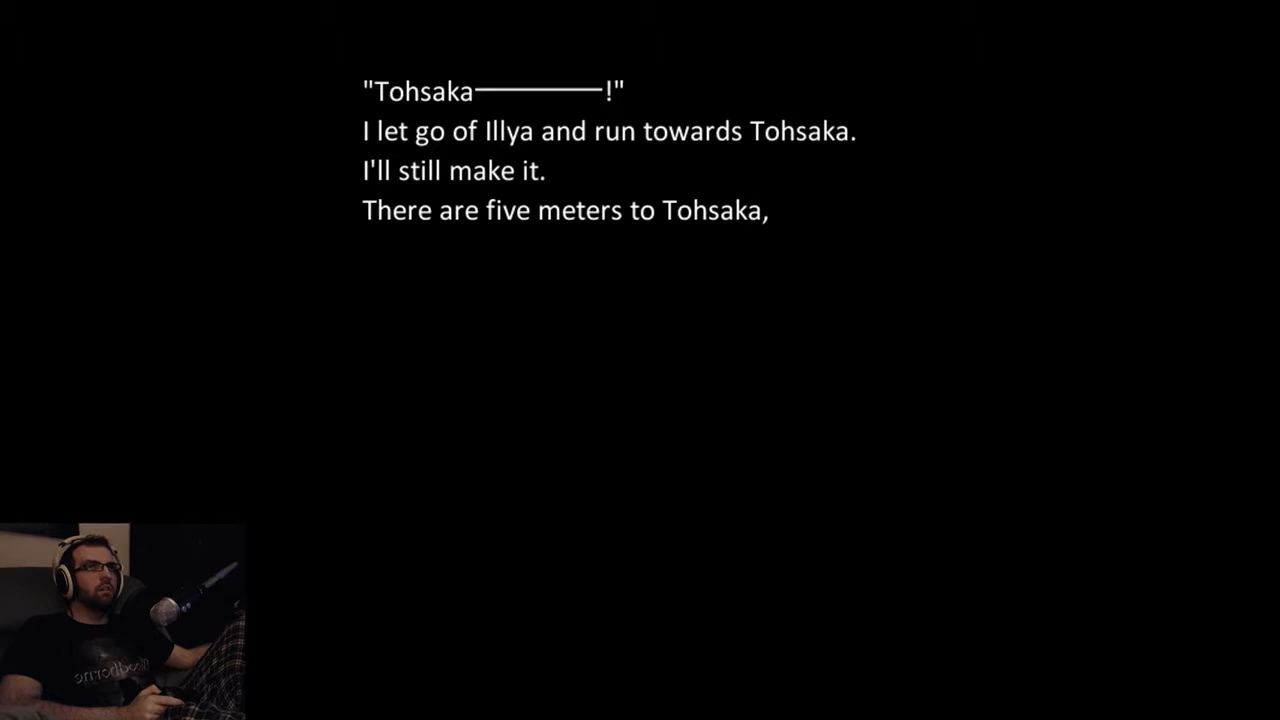 "Tohsaka─────!"
I let go of Illya and run towards Tohsaka.
I'll still make it.
There are five meters to Tohsaka,
Bloodborne